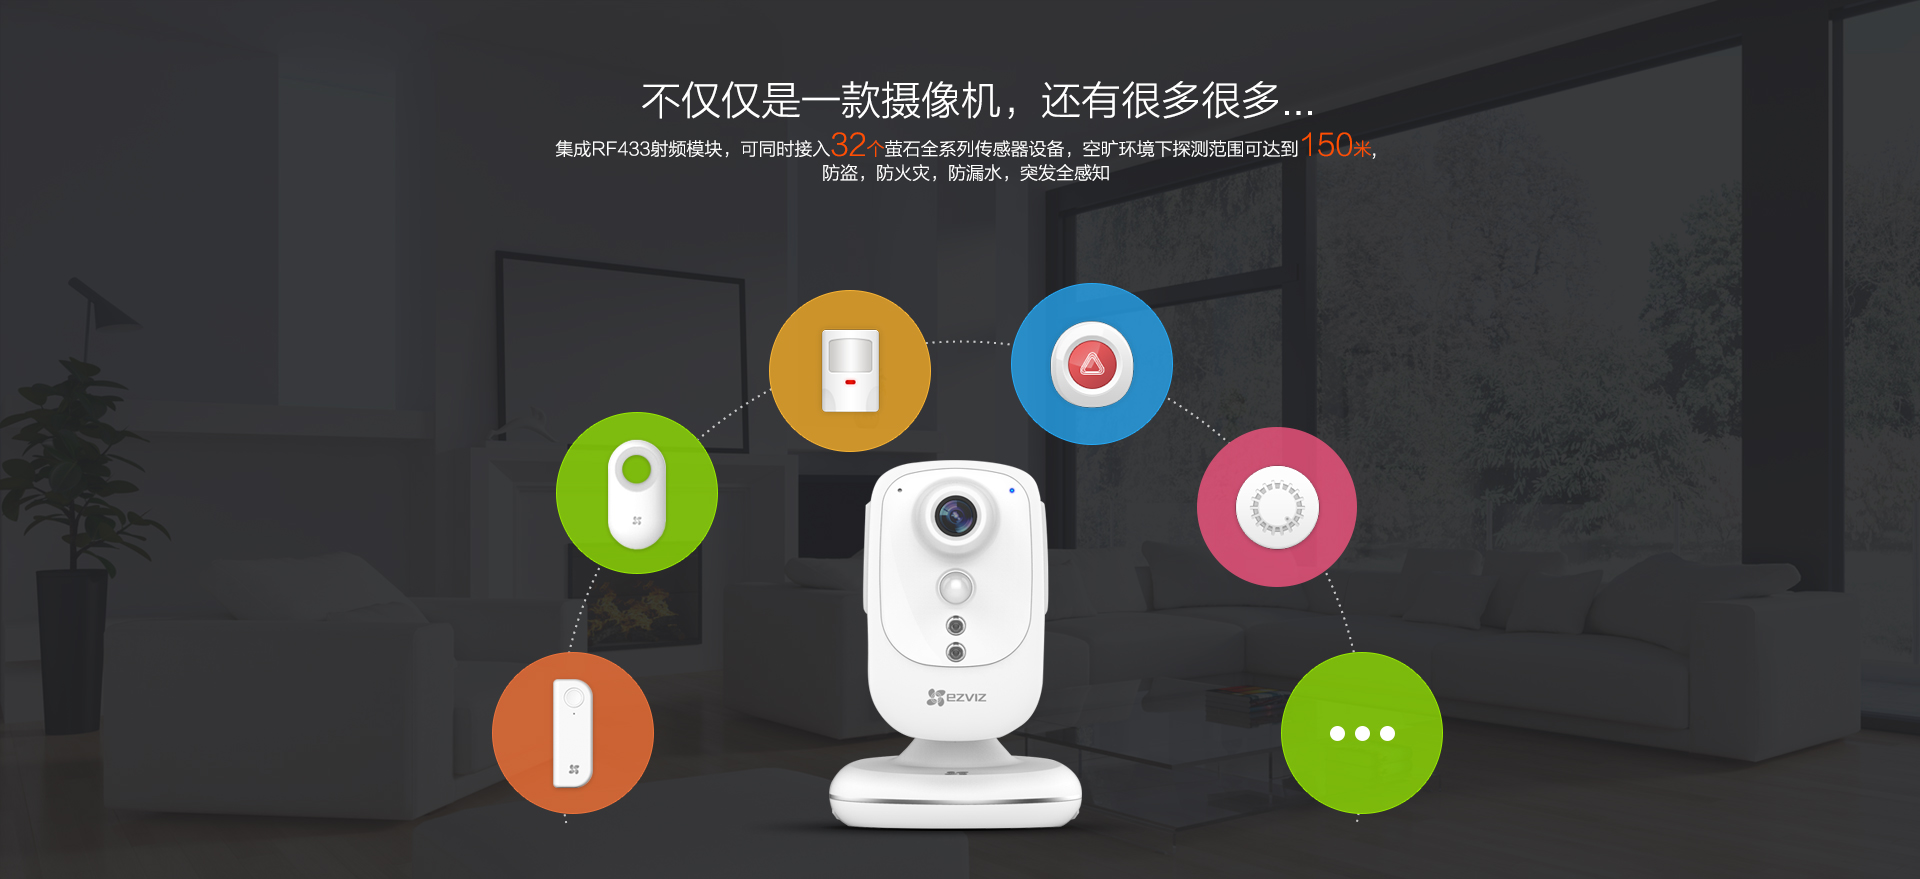 不仅仅是一款摄像机，还有很多很多...
集成RF433射频模块，可同时接入32个萤石全系列传感器设备，空旷环境下探测范围可达到150米,
防盗，防火灾，防漏水，突发全感知
EZVIZ